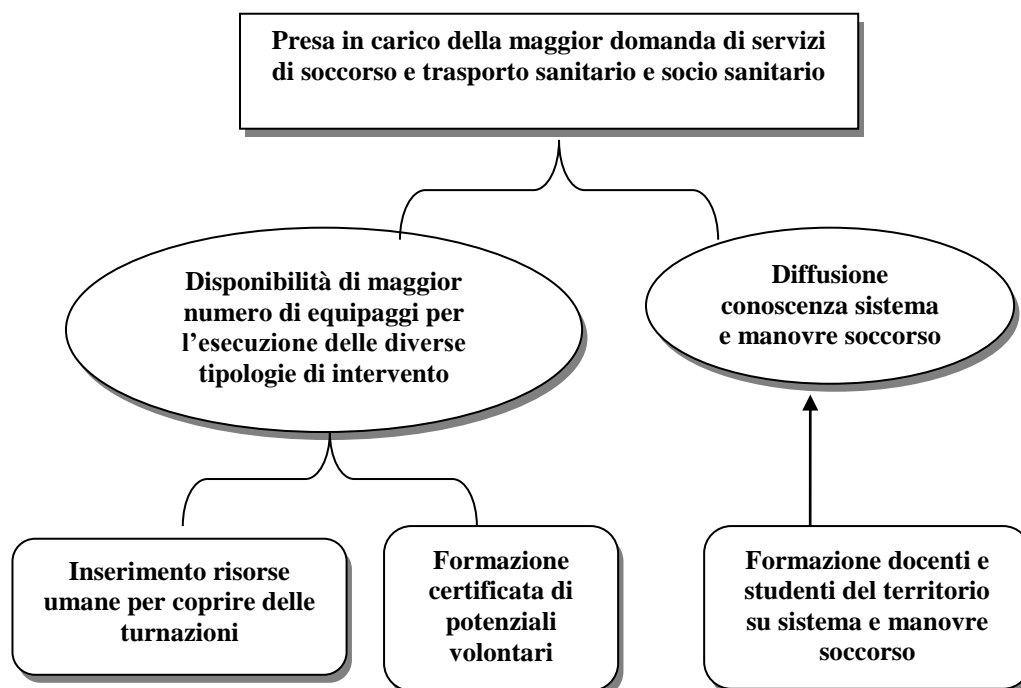 Presa in carico della maggior domanda di servizi
di soccorso e trasporto sanitario e socio sanitario
Disponibilità di maggior
numero di equipaggi per
l’esecuzione delle diverse
tipologie di intervento
Diffusione
conoscenza sistema
e manovre soccorso
Inserimento risorse
umane per coprire delle
turnazioni
Formazione
certificata di
potenziali
volontari
Formazione docenti e
studenti del territorio
su sistema e manovre
soccorso